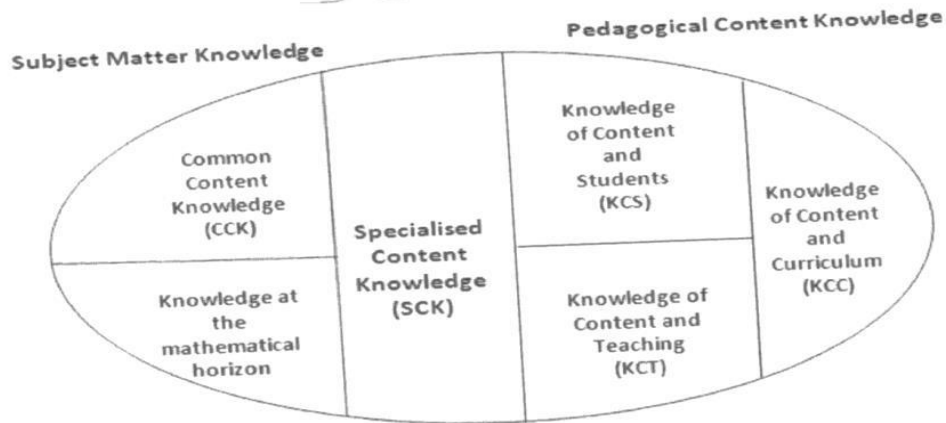 Subject Matter Knowledge
Pedagogical Content Knowledge
Common
Content
Knowledge
(CCK)
Knowledge at
the
mathematical
horizon
Specialised
Content
Knowledge
(SCK)
Knowledge
of Content
and
Students
(KCS)
Knowledge of
Content and
Teaching
(KCT)
Knowledge
of Content
and
Curriculum
(KCC)